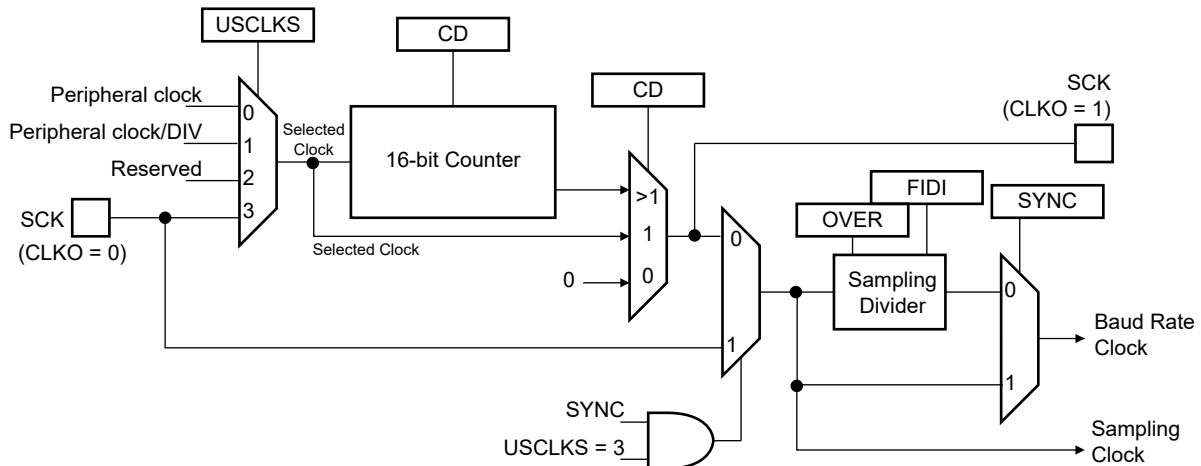 USCLKS
CD
CD
SCK
(CLKO = 1)
Peripheral clock
0
Selected
Clock
Peripheral clock/DIV
1
16-bit Counter
Reserved
2
>1
FIDI
SCK
3
OVER
SYNC
(CLKO = 0)
Selected Clock
1
0
0
0
Sampling
Divider
0
Baud Rate
Clock
1
1
SYNC
USCLKS = 3
Sampling
Clock